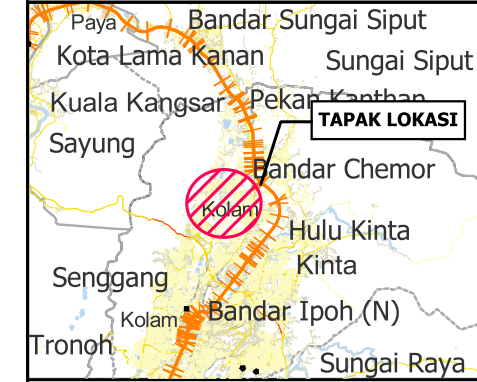 Paya
Bandar Sungai Siput
Kota Lama Kanan
Sungai Siput
Kuala Kangsar
Pekan Kanthan
TAPAK LOKASI
Sayung
Bandar Chemor
Kolam
Hulu Kinta
Kinta
Senggang
Kolam
Bandar Ipoh (N)
Tronoh
Sungai Raya